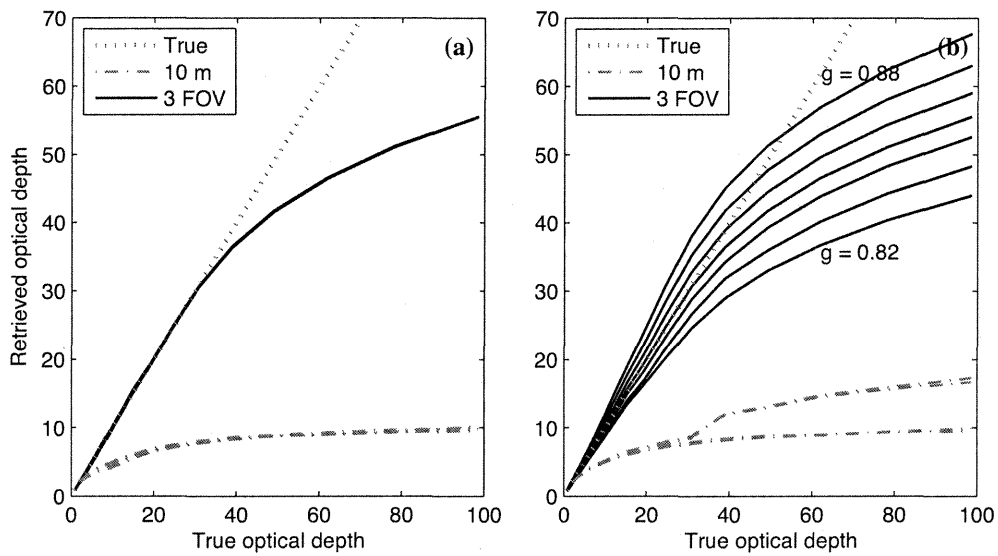 70
60
50
40
30
20
10
0
Retrieved optical depth
True
10 m
3 FOV
(a)
0 20 40 60 80 100
True optical depth
70
60
50
40
30
20
10
0
True
10 m
3 FOV
(b)
g = 0.88
g = 0.82
0 20 40 60 80 100
True optical depth